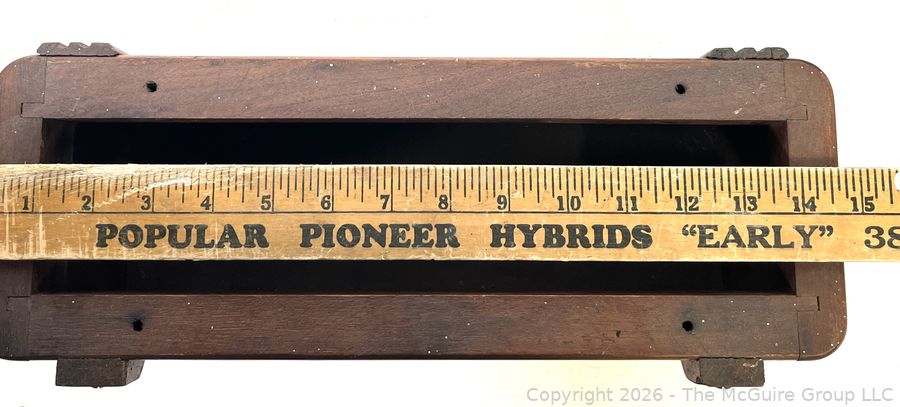 1 2 3 4 5 6 7 8 9 10 11 12 13 14 15
POPULAR PIONEER HYBRIDS "EARLY" 38
Copyright 2026 - The McGuire Group LLC